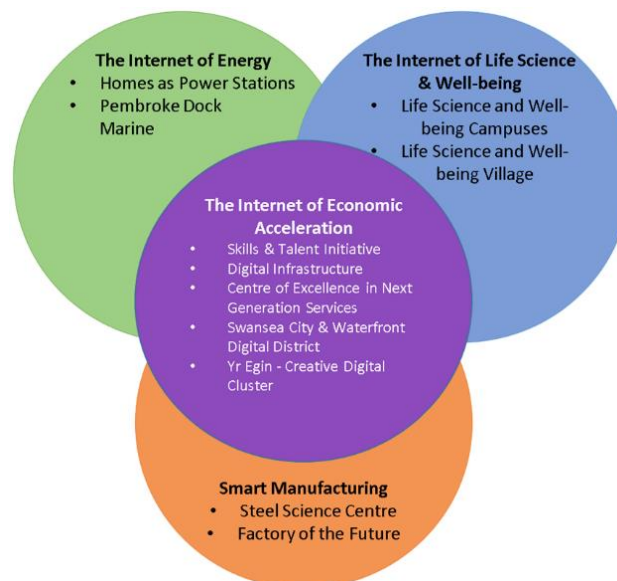 The Internet of Energy
• Homes as Power Stations
• Pembroke Dock
Marine
The Internet of Life Science
& Well-being
• Life Science and Well-
being Campuses
• Life Science and Well-
being Village
The Internet of Economic
Acceleration
• Skills & Talent Initiative
• Digital Infrastructure
• Centre of Excellence in Next
Generation Services
• Swansea City & Waterfront
Digital District
• Yr Egin - Creative Digital
Cluster
Smart Manufacturing
• Steel Science Centre
• Factory of the Future